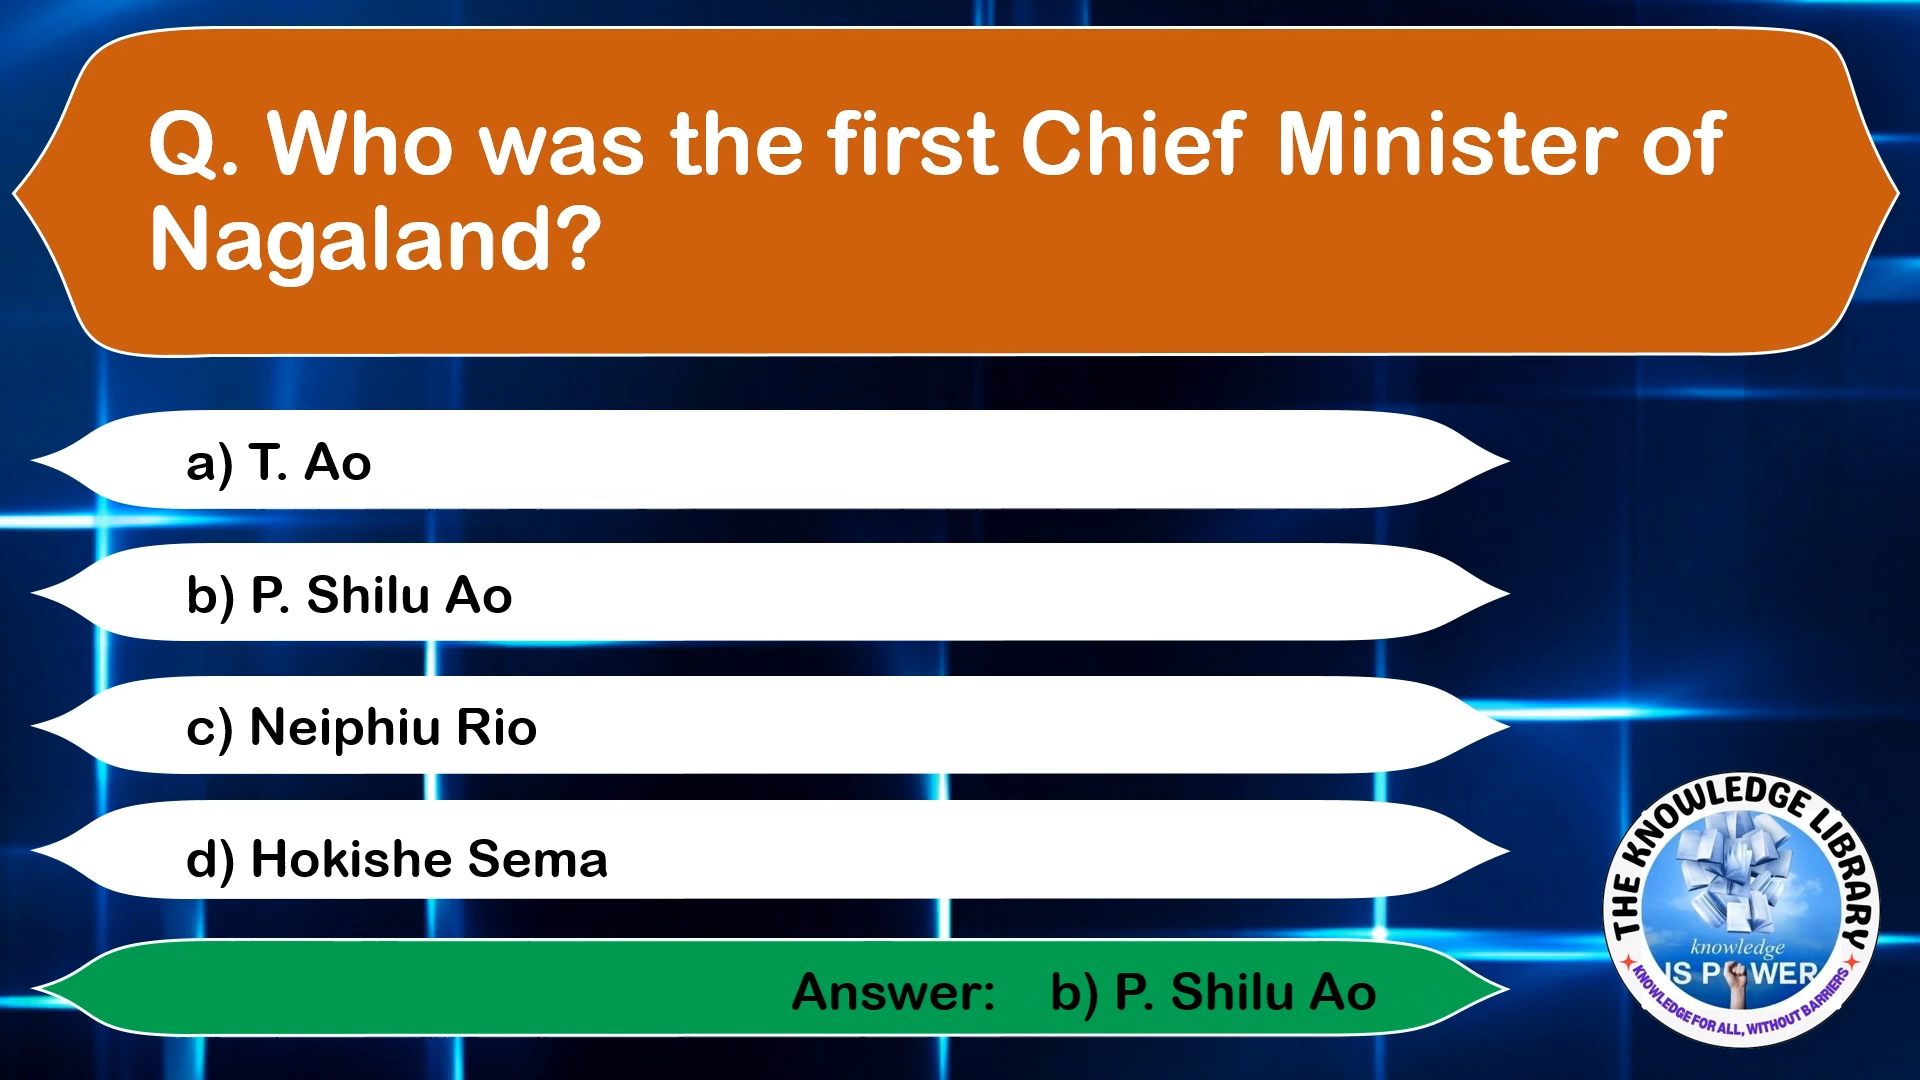 Q. Who was the first Chief Minister of
Nagaland?
a) T. Ao
b) P. Shilu Ao
c) Neiphiu Rio
d) Hokishe Sema
Answer: b) P. Shilu Ao
THE KNOWLEDGE LIBRARY
knowledge
IS POWER
KNOWLEDGE FOR ALL, WITHOUT BARRIERS